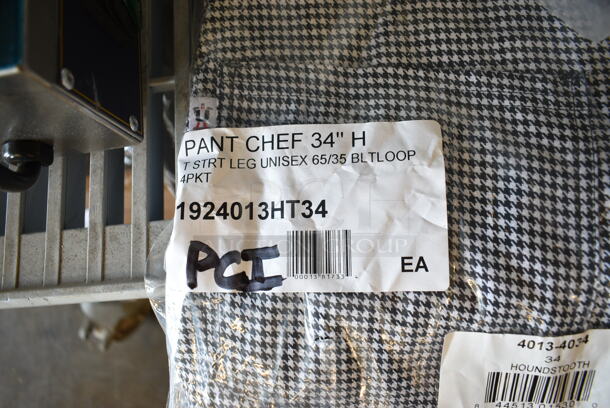 PANT CHEF 34" H
T STRT LEG UNISEX 65/35 BLTLOOP
4PKT
1924013HT34
PCI
EA
4013-4034
34
HOUNDSTOOTH